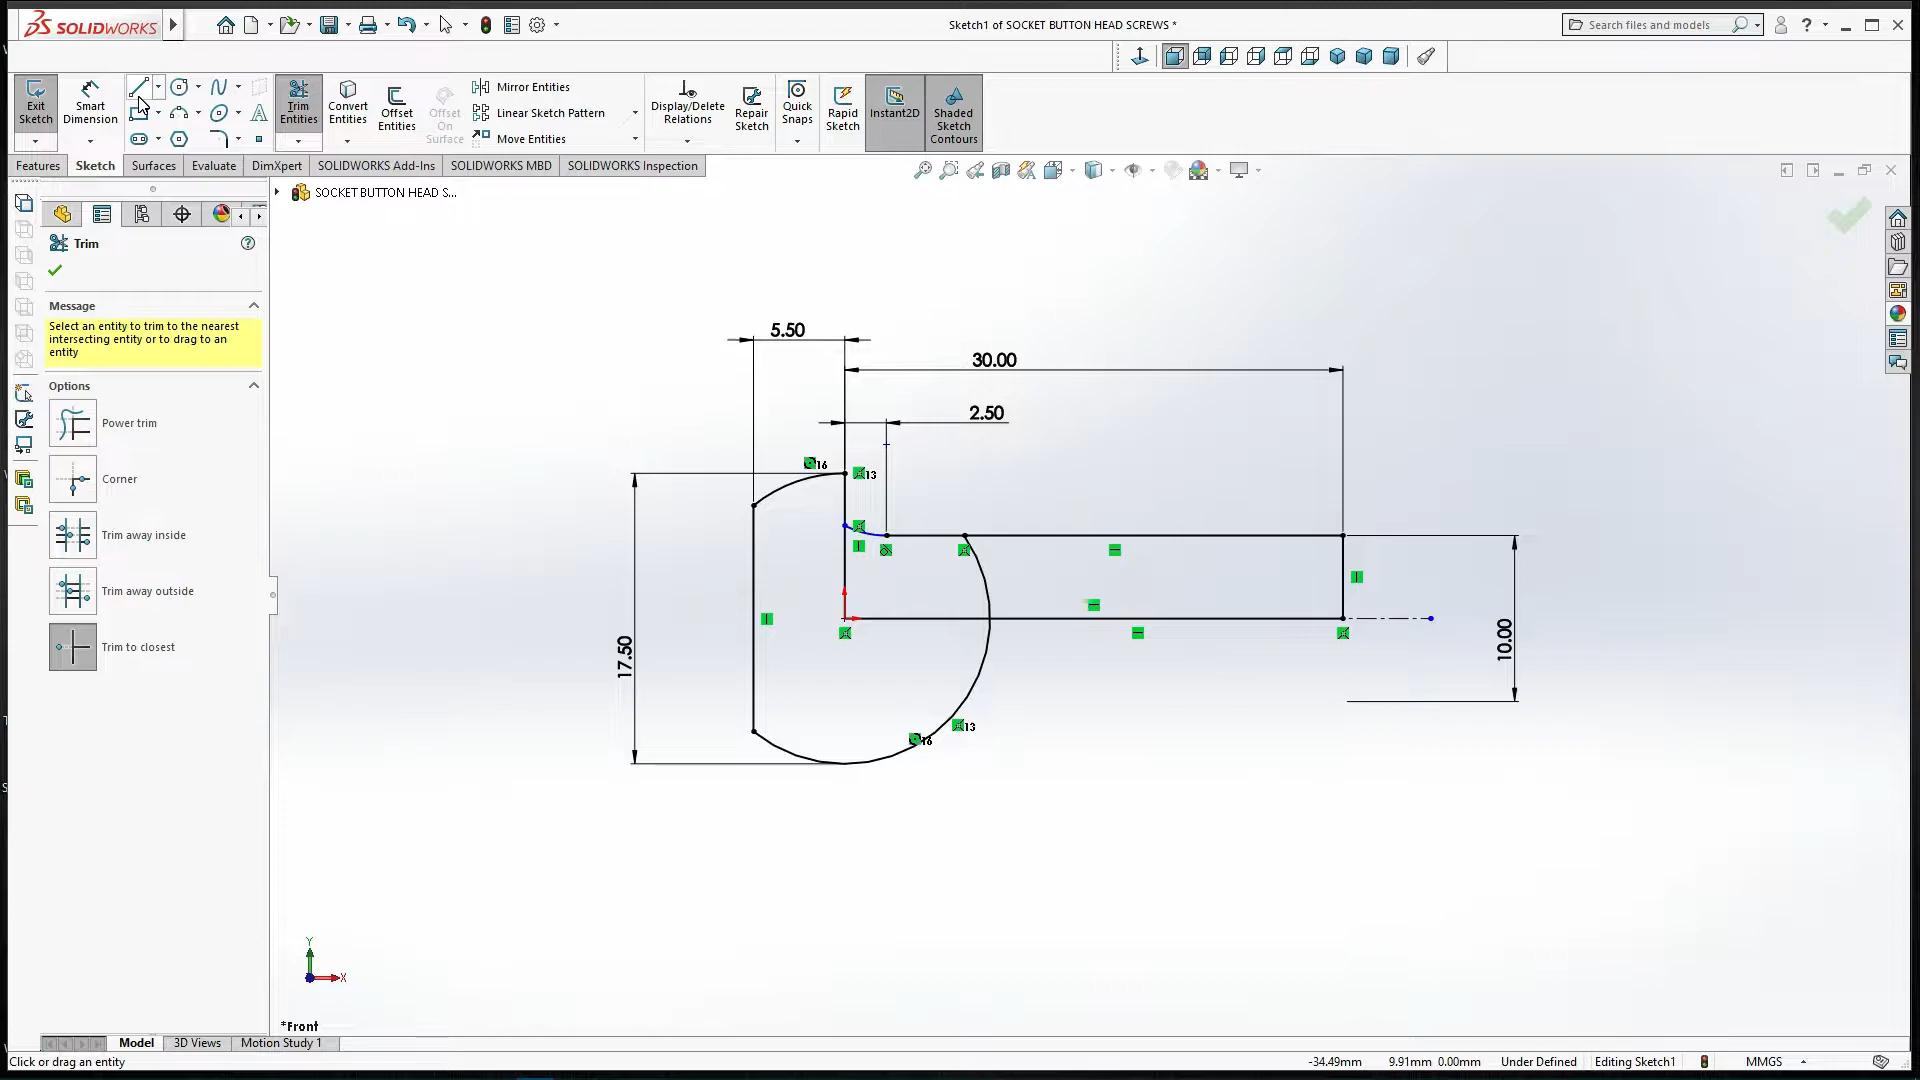 SOLIDWORKS
Sketch1 of SOCKET BUTTON HEAD SCREWS *
Search files and models
Exit Sketch
Smart Dimension
Trim Entities
Convert Entities
Offset Entities
Offset On Surface
Mirror Entities
Linear Sketch Pattern
Move Entities
Display/Delete Relations
Repair Sketch
Quick Snaps
Rapid Sketch
Instant2D
Shaded Sketch Contours
Features
Sketch
Surfaces
Evaluate
DimXpert
SOLIDWORKS Add-Ins
SOLIDWORKS MBD
SOLIDWORKS Inspection
SOCKET BUTTON HEAD S...
Trim
Message
Select an entity to trim to the nearest
intersecting entity or to drag to an
entity
Options
Power trim
Corner
Trim away inside
Trim away outside
Trim to closest
5.50
30.00
2.50
16
13
17.50
10.00
13
16
Y
X
*Front
Model
3D Views
Motion Study 1
Click or drag an entity
-34.49mm
9.91mm 0.00mm
Under Defined
Editing Sketch1
MMGS